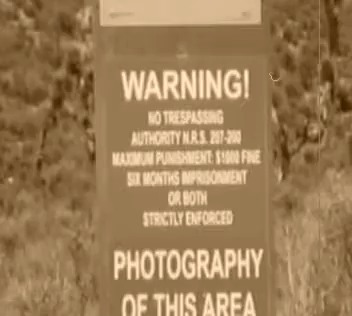 WARNING!
NO TRESPASSING
AUTHORITY N.R.S. 207-200
MAXIMUM PUNISHMENT: $1000 FINE
SIX MONTHS IMPRISONMENT
OR BOTH
STRICTLY ENFORCED
PHOTOGRAPHY
OF THIS AREA